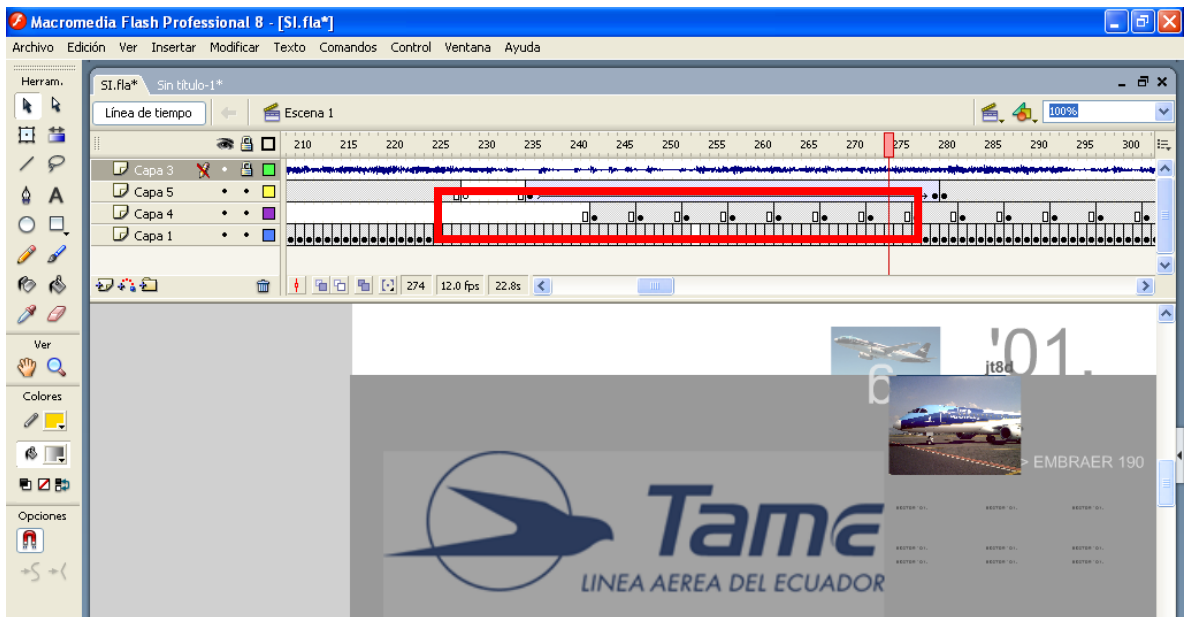 Macromedia Flash Professional 8 - [SI.fla*]
Archivo Edición Ver Insertar Modificar Texto Comandos Control Ventana Ayuda
Herram.
SI.fla* Sin título-1*
Línea de tiempo Escena 1 100%
210 215 220 225 230 235 240 245 250 255 260 265 270 275 280 285 290 295 300
Capa 3
Capa 5
Capa 4
Capa 1
274 12.0 fps 22.8s
Ver
Colores
Opciones
'01.
jt8d
6
> EMBRAER 190
Tame
LINEA AEREA DEL ECUADOR